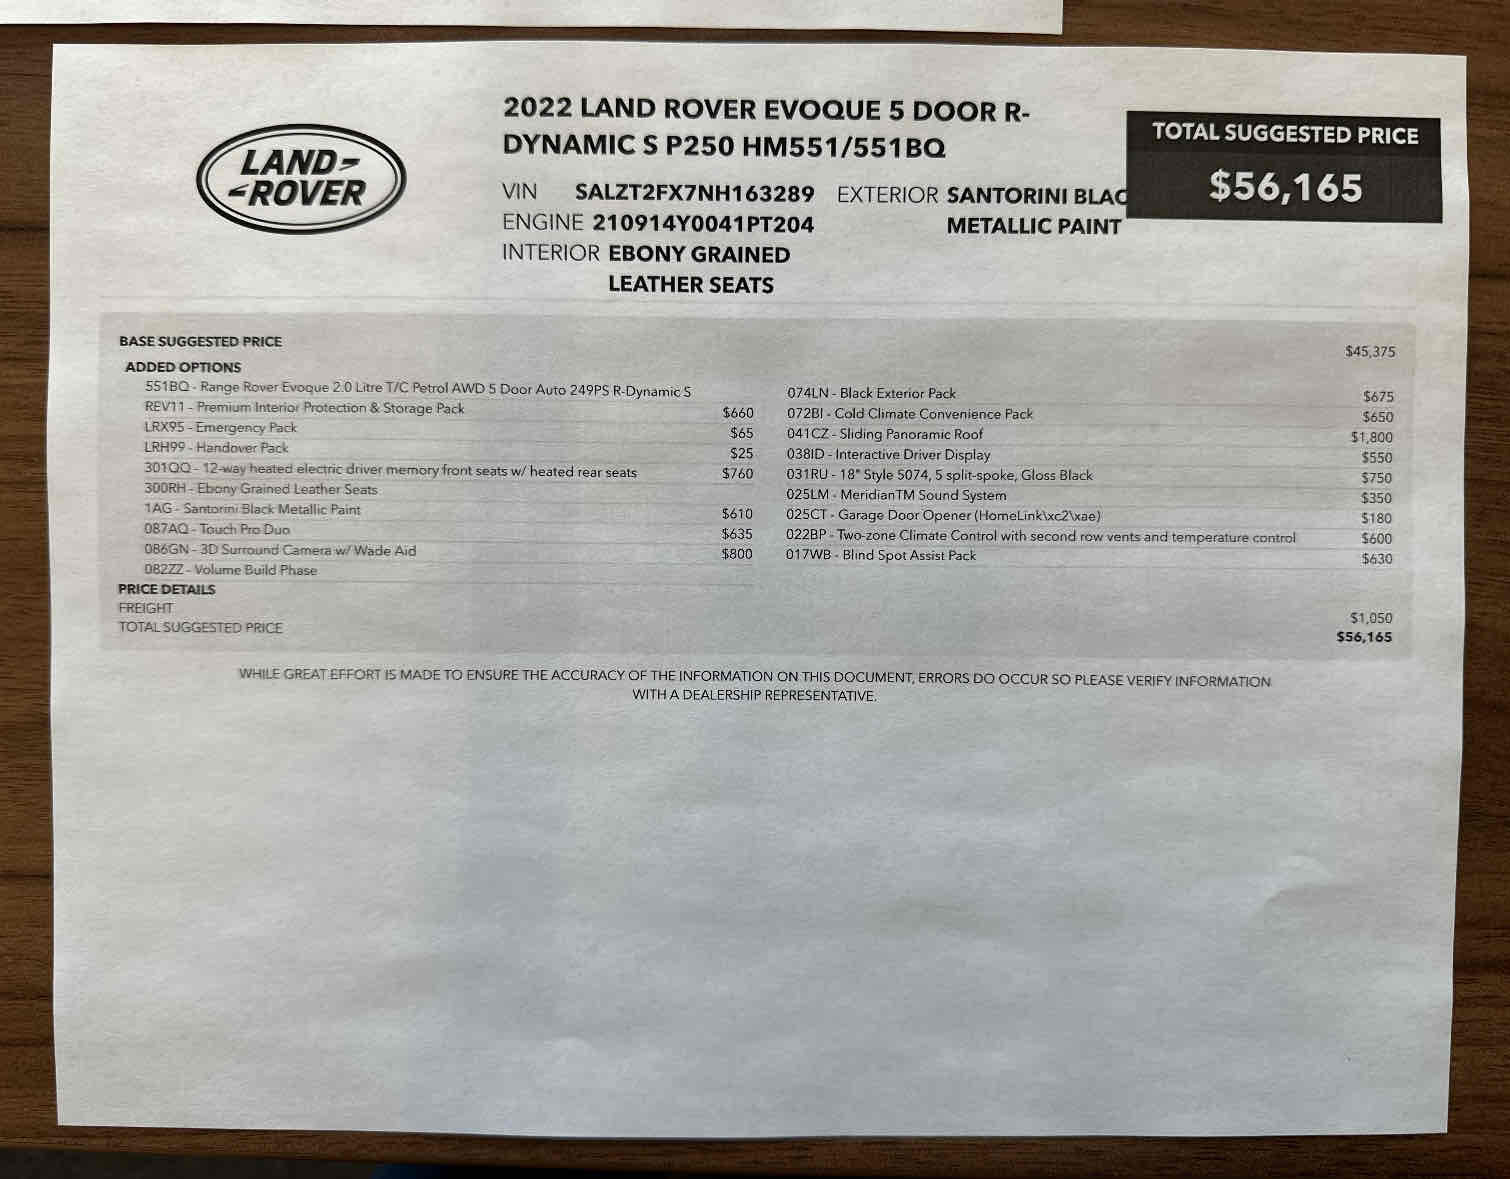 LAND-
-ROVER
2022 LAND ROVER EVOQUE 5 DOOR R-
DYNAMIC S P250 HM551/551BQ
VIN SALZT2FX7NH163289 EXTERIOR SANTORINI BLAC
ENGINE 210914Y0041PT204 METALLIC PAINT
INTERIOR EBONY GRAINED
LEATHER SEATS
TOTAL SUGGESTED PRICE
$56,165
BASE SUGGESTED PRICE $45,375
ADDED OPTIONS
551BQ - Range Rover Evoque 2.0 Litre T/C Petrol AWD 5 Door Auto 249PS R-Dynamic S
REV11 - Premium Interior Protection & Storage Pack $660
LRX95 - Emergency Pack $65
LRH99 - Handover Pack $25
301QQ - 12-way heated electric driver memory front seats w/ heated rear seats $760
300RH - Ebony Grained Leather Seats
1AG - Santorini Black Metallic Paint $610
087AQ - Touch Pro Duo $635
086GN - 3D Surround Camera w/ Wade Aid $800
082ZZ - Volume Build Phase
074LN - Black Exterior Pack $675
072BI - Cold Climate Convenience Pack $650
041CZ - Sliding Panoramic Roof $1,800
038ID - Interactive Driver Display $550
031RU - 18" Style 5074, 5 split-spoke, Gloss Black $750
025LM - MeridianTM Sound System $350
025CT - Garage Door Opener (HomeLink\xc2\xae) $180
022BP - Two-zone Climate Control with second row vents and temperature control $600
017WB - Blind Spot Assist Pack $630
PRICE DETAILS
FREIGHT $1,050
TOTAL SUGGESTED PRICE $56,165
WHILE GREAT EFFORT IS MADE TO ENSURE THE ACCURACY OF THE INFORMATION ON THIS DOCUMENT, ERRORS DO OCCUR SO PLEASE VERIFY INFORMATION
WITH A DEALERSHIP REPRESENTATIVE.